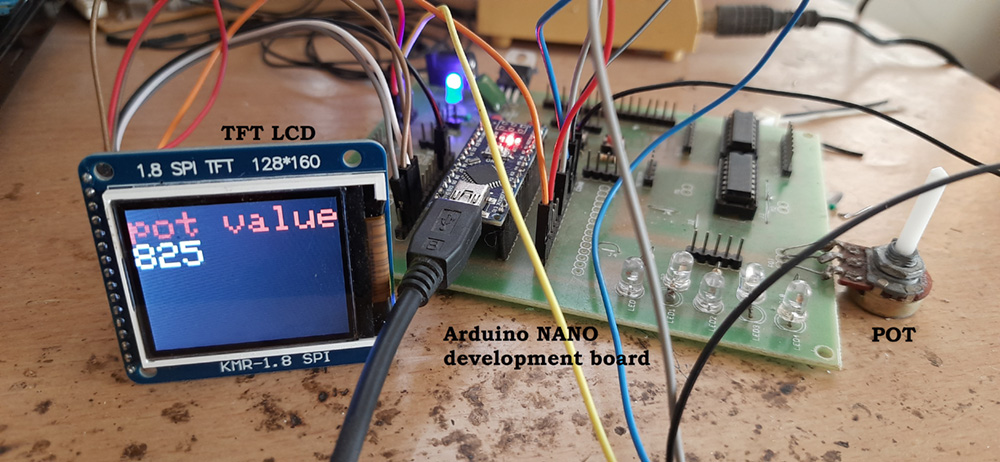 TFT LCD
1.8 SPI TFT 128*160
pot value
825
KMR-1.8 SPI
Arduino NANO
development board
POT